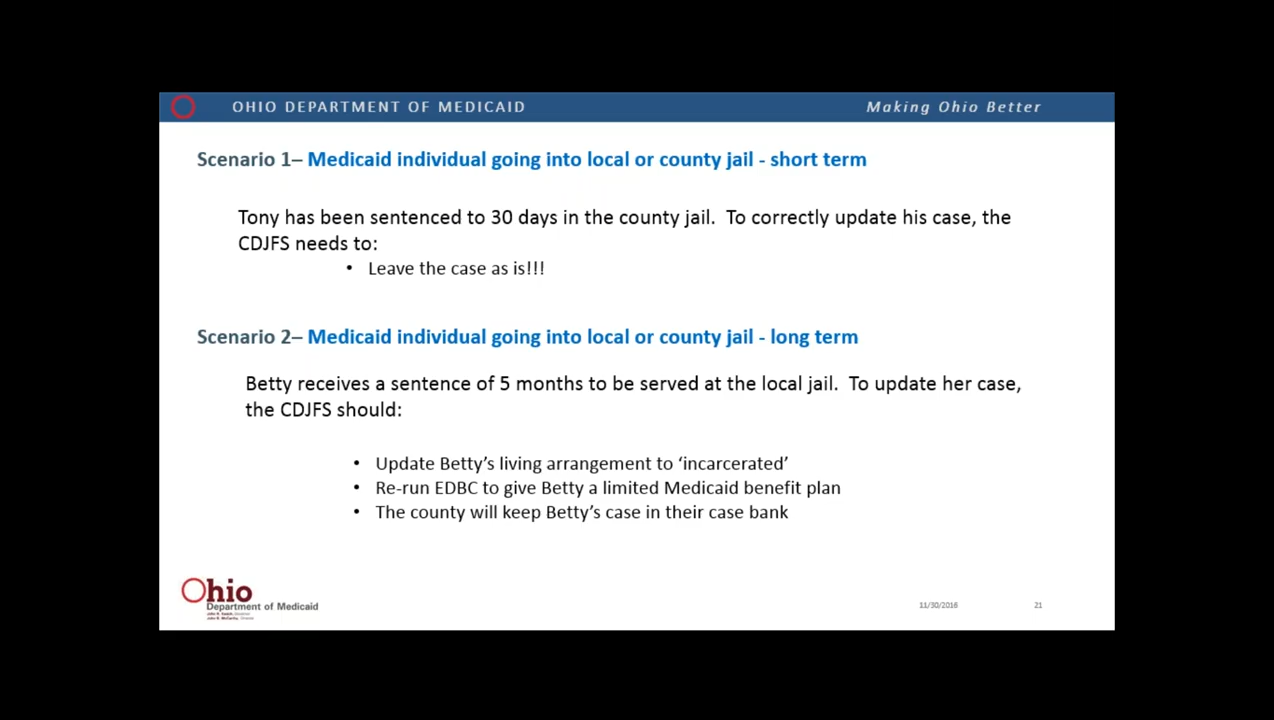 OHIO DEPARTMENT OF MEDICAID
Making Ohio Better
Scenario 1– Medicaid individual going into local or county jail - short term
Tony has been sentenced to 30 days in the county jail. To correctly update his case, the
CDJFS needs to:
• Leave the case as is!!!
Scenario 2– Medicaid individual going into local or county jail - long term
Betty receives a sentence of 5 months to be served at the local jail. To update her case,
the CDJFS should:
• Update Betty’s living arrangement to ‘incarcerated’
• Re-run EDBC to give Betty a limited Medicaid benefit plan
• The county will keep Betty’s case in their case bank
Ohio
Department of Medicaid
11/30/2016
21